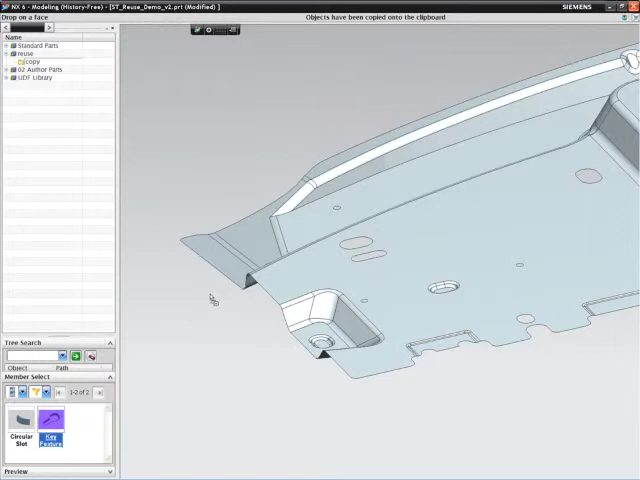 NX 6 - Modeling (History-Free) - [ST_Reuse_Demo_v2.prt (Modified) ]
SIEMENS
Drop on a face
Objects have been copied onto the clipboard
Name
Standard Parts
reuse
copy
02 Author Parts
UDF Library
Tree Search
Object
Path
Member Select
1-2 of 2
Circular
Slot
Key
Feature
Preview